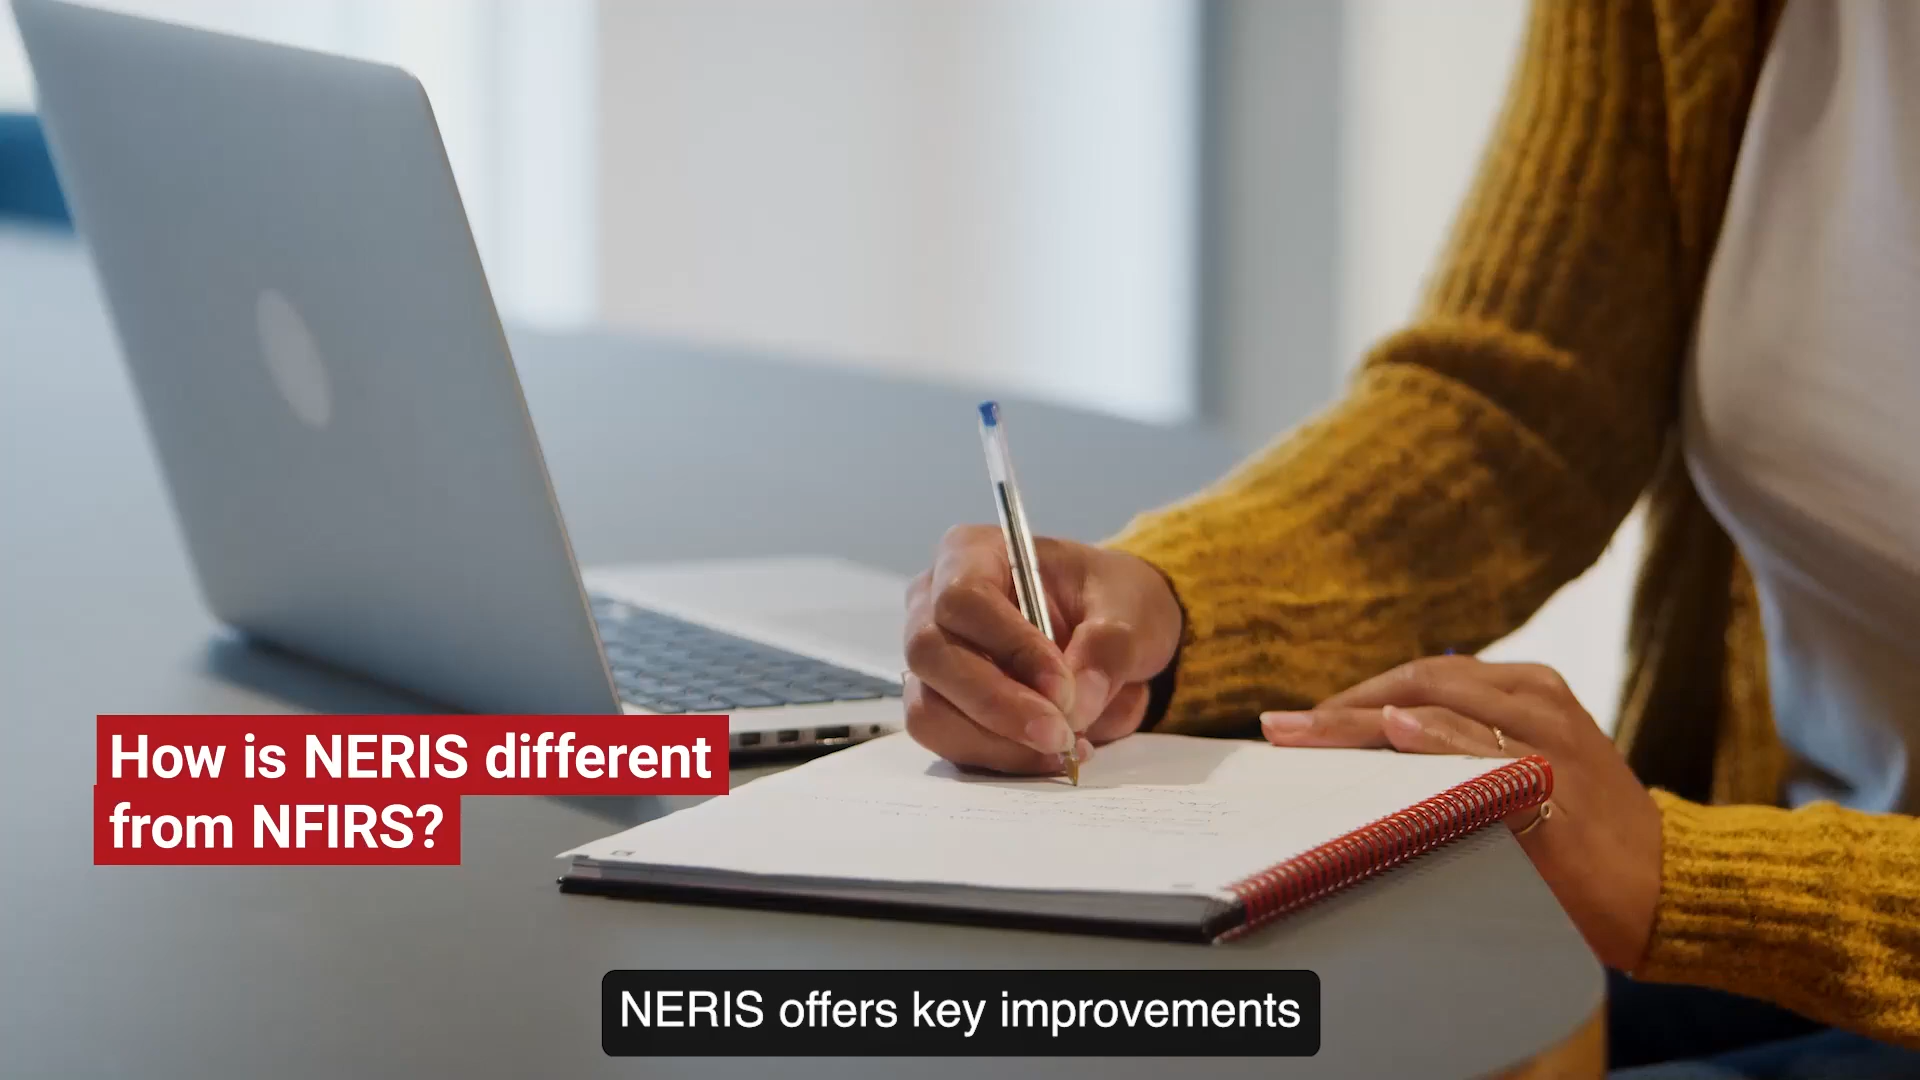 How is NERIS different
from NFIRS?
NERIS offers key improvements